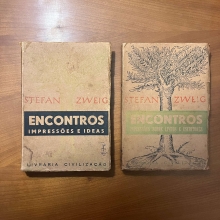 STEFAN ZWEIG
ENCONTROS
IMPRESSÕES E IDEAS
LIVRARIA CIVILIZAÇÃO
STEFAN ZWEIG
ENCONTROS